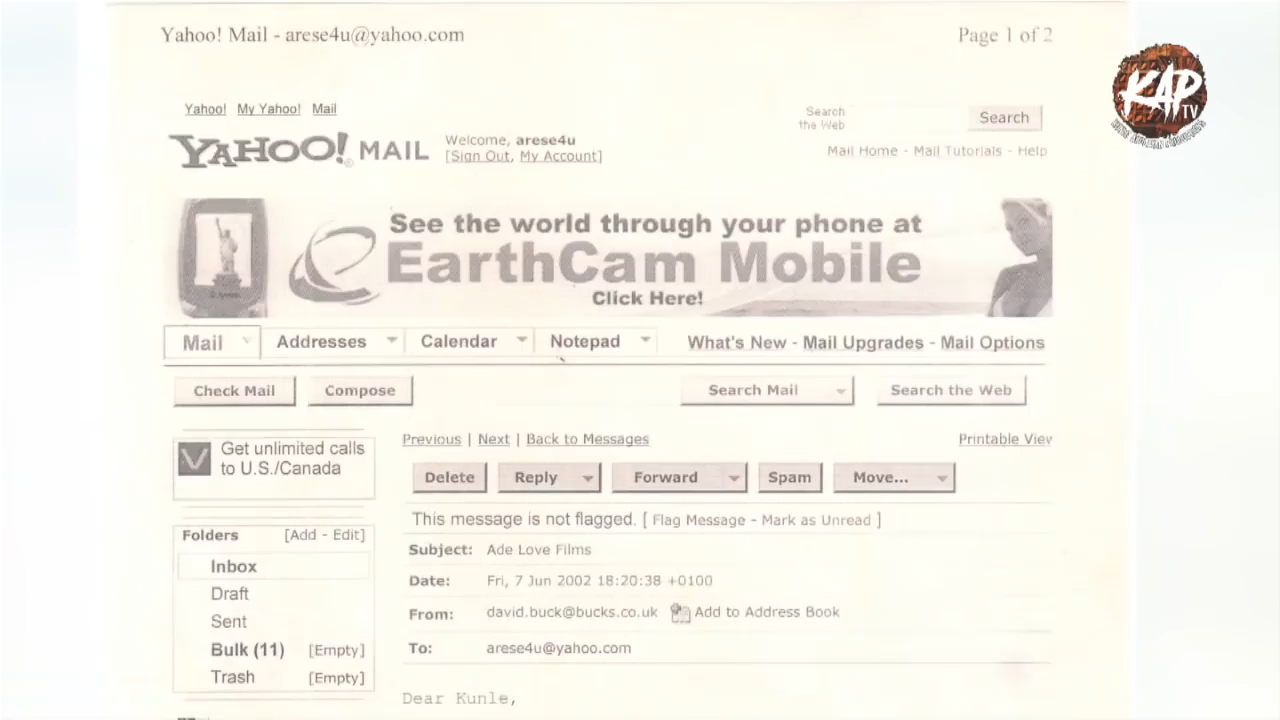 Yahoo! Mail - arese4u@yahoo.com Page 1 of 2
KAP
TV
Yahoo! My Yahoo! Mail
Search
the Web
Search
YAHOO! MAIL
Welcome, arese4u
[Sign Out, My Account]
Mail Home - Mail Tutorials - Help
See the world through your phone at
EarthCam Mobile
Click Here!
Mail Addresses Calendar Notepad What's New - Mail Upgrades - Mail Options
Check Mail Compose Search Mail Search the Web
Get unlimited calls
to U.S./Canada
Previous | Next | Back to Messages Printable View
Delete Reply Forward Spam Move...
This message is not flagged. [ Flag Message - Mark as Unread ]
Folders [Add - Edit]
Inbox
Draft
Sent
Bulk (11) [Empty]
Trash [Empty]
Subject: Ade Love Films
Date: Fri, 7 Jun 2002 18:20:38 +0100
From: david.buck@bucks.co.uk Add to Address Book
To: arese4u@yahoo.com
Dear Kunle,